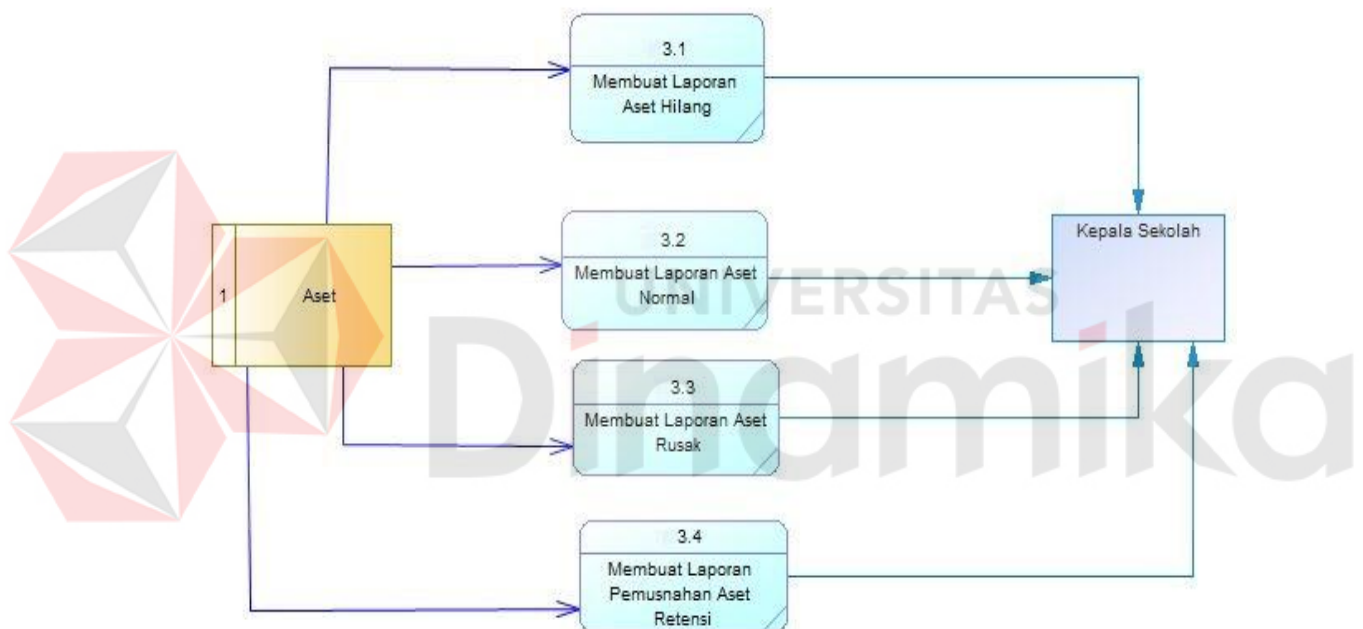 3.1
Membuat Laporan
Aset Hilang
1
Aset
3.2
Membuat Laporan Aset
Normal
Kepala Sekolah
UNIVERSITAS
Dinamika
3.3
Membuat Laporan Aset
Rusak
3.4
Membuat Laporan
Pemusnahan Aset
Retensi